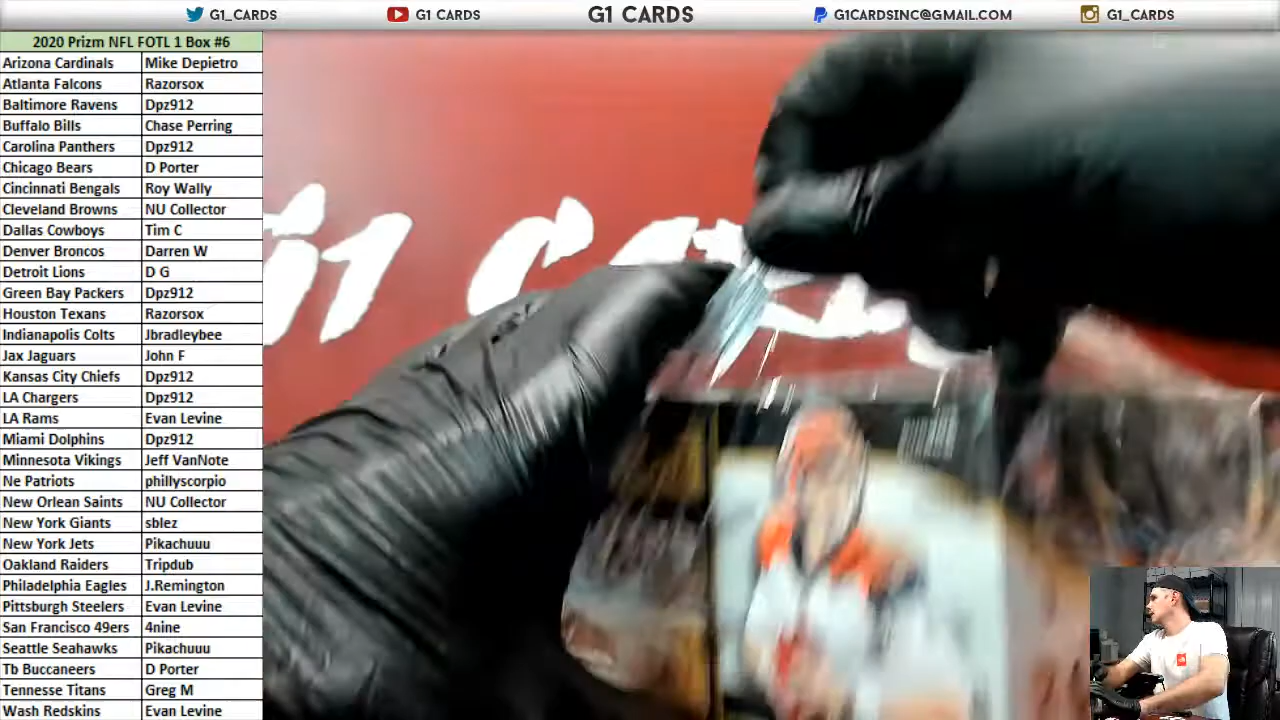 G1_CARDS G1 CARDS G1 CARDS G1CARDSINC@GMAIL.COM G1_CARDS
2020 Prizm NFL FOTL 1 Box #6
Arizona Cardinals Mike Depietro
Atlanta Falcons Razorsox
Baltimore Ravens Dpz912
Buffalo Bills Chase Perring
Carolina Panthers Dpz912
Chicago Bears D Porter
Cincinnati Bengals Roy Wally
Cleveland Browns NU Collector
Dallas Cowboys Tim C
Denver Broncos Darren W
Detroit Lions D G
Green Bay Packers Dpz912
Houston Texans Razorsox
Indianapolis Colts Jbradleybee
Jax Jaguars John F
Kansas City Chiefs Dpz912
LA Chargers Dpz912
LA Rams Evan Levine
Miami Dolphins Dpz912
Minnesota Vikings Jeff VanNote
Ne Patriots phillyscorpio
New Orlean Saints NU Collector
New York Giants sblez
New York Jets Pikachuuu
Oakland Raiders Tripdub
Philadelphia Eagles J.Remington
Pittsburgh Steelers Evan Levine
San Francisco 49ers 4nine
Seattle Seahawks Pikachuuu
Tb Buccaneers D Porter
Tennesse Titans Greg M
Wash Redskins Evan Levine
G1